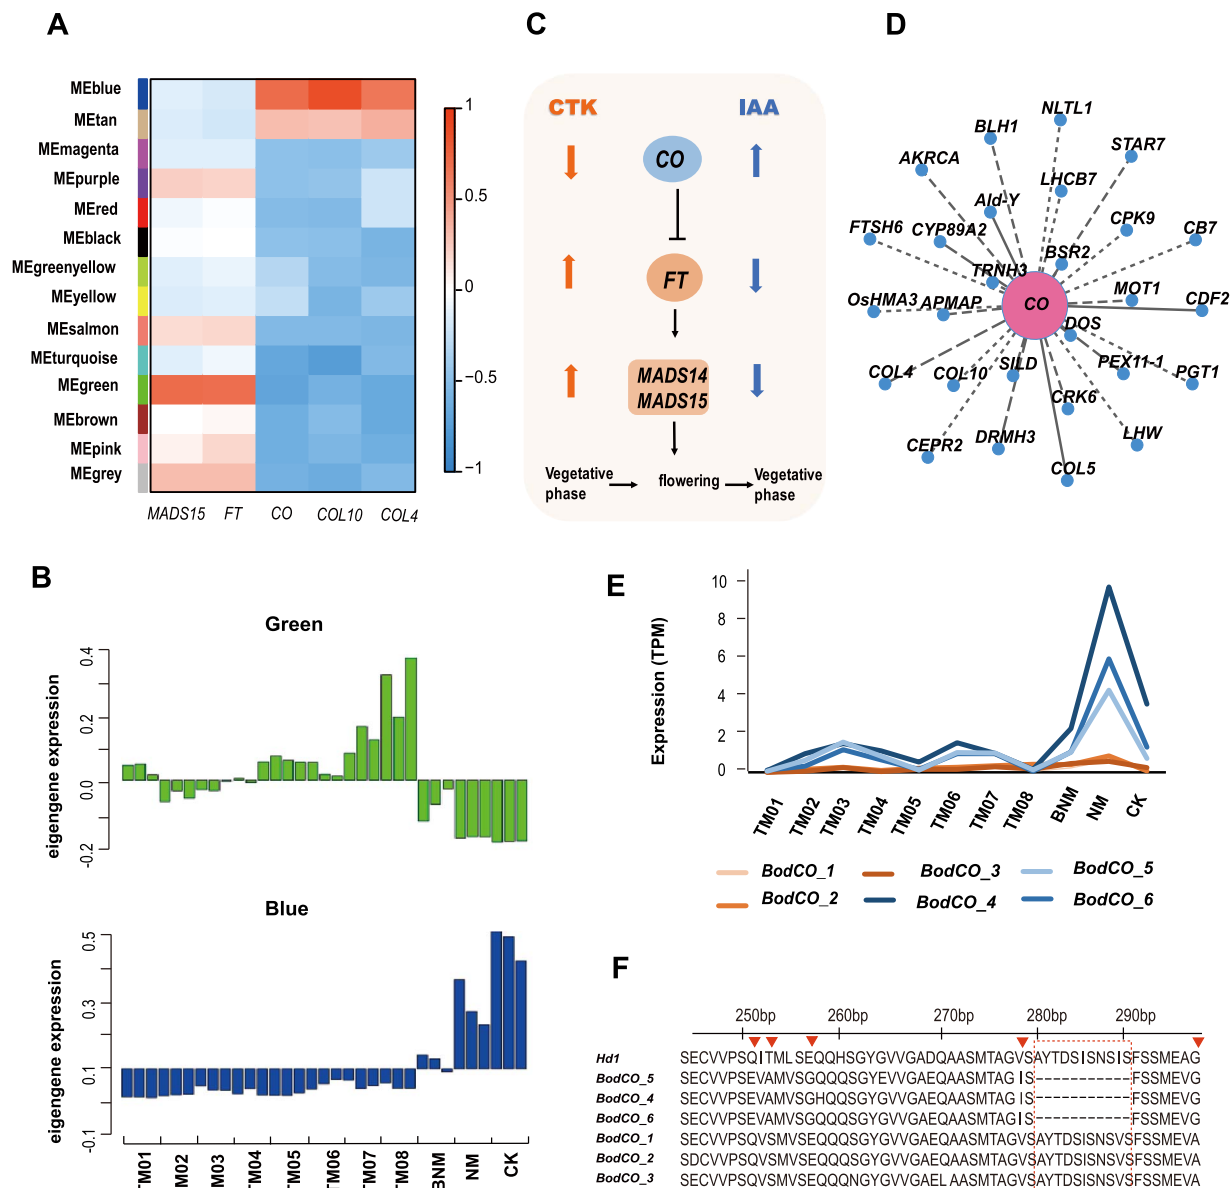 A
MEblue
MEtan
MEmagenta
MEpurple
MEred
MEblack
MEgreenyellow
MEyellow
MEsalmon
MEturquoise
MEgreen
MEbrown
MEpink
MEgrey
MADS15 FT CO COL10 COL4
1
0.5
0
−0.5
−1
C
CTK IAA
CO
FT
MADS14
MADS15
Vegetative phase
flowering
Vegetative phase
D
NLTL1
BLH1
STAR7
AKRCA
LHCB7
Ald-Y
CPK9
FTSH6
CYP89A2
CB7
BSR2
TRNH3
MOT1
OsHMA3
APMAP
CO
CDF2
DOS
COL4
COL10
SILD
PEX11-1
PGT1
CRK6
CEPR2
DRMH3
LHW
COL5
B
Green
eigengene expression
0.4
0.2
0.0
-0.2
Blue
eigengene expression
0.5
0.3
0.1
-0.1
TM01 TM02 TM03 TM04 TM05 TM06 TM07 TM08 BNM NM CK
E
Expression (TPM)
10
8
6
4
2
0
TM01 TM02 TM03 TM04 TM05 TM06 TM07 TM08 BNM NM CK
BodCO_1 BodCO_3 BodCO_5
BodCO_2 BodCO_4 BodCO_6
F
250bp 260bp 270bp 280bp 290bp
Hd1 SECVVPSQITMLSEQQHSGYGVVGADQAASMTAGVSAYTDSISNSISFSSMEAG
BodCO_5 SECVVPSEVAMVSGQQQSGYEVVGAEQAASMTAGIS-----------FSSMEVG
BodCO_4 SECVVPSEVAMVSGHQQSGYGVVGAEQAASMTAGIS-----------FSSMEVG
BodCO_6 SECVVPSEVAMVSGQQQSGYGVVGAEQAASMTAGIS-----------FSSMEVG
BodCO_1 SECVVPSQVSMVSEQQQSGYGVVGAEQAASMTAGVSAYTDSISNSVSFSSMEVA
BodCO_2 SDCVVPSQVSMVSEQQQSGYGVVGAEQAASMTAGVSAYTDSISNSVSFSSMEVA
BodCO_3 SECVVPSQVSMVSEQQQNGYGVVGAELAASMTAGVSAYTDSISNSVSFSSMEVA